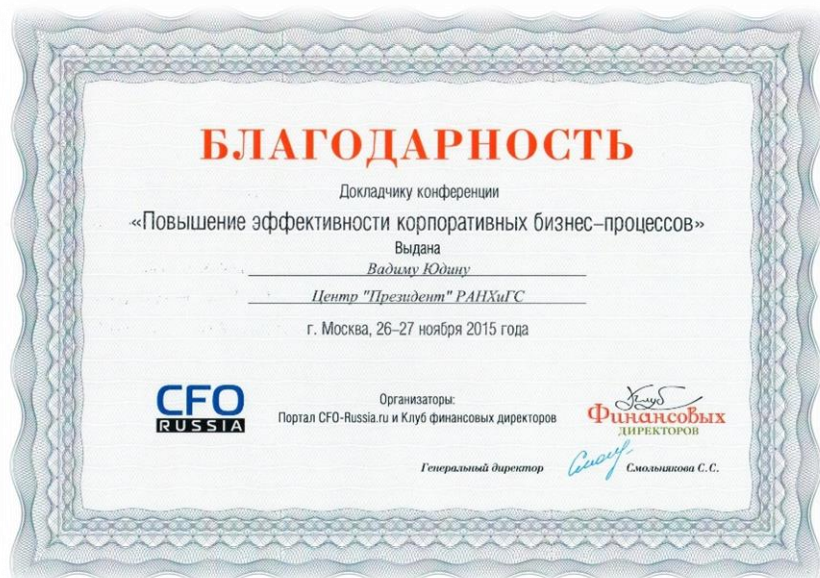 БЛАГОДАРНОСТЬ
Докладчику конференции
«Повышение эффективности корпоративных бизнес–процессов»
Выдана
Вадиму Юдину
Центр "Президент" РАНХиГС
г. Москва, 26–27 ноября 2015 года
CFO
RUSSIA
Организаторы:
Портал CFO-Russia.ru и Клуб финансовых директоров
Клуб
Финансовых
ДИРЕКТОРОВ
Генеральный директор
Смольнякова С.С.